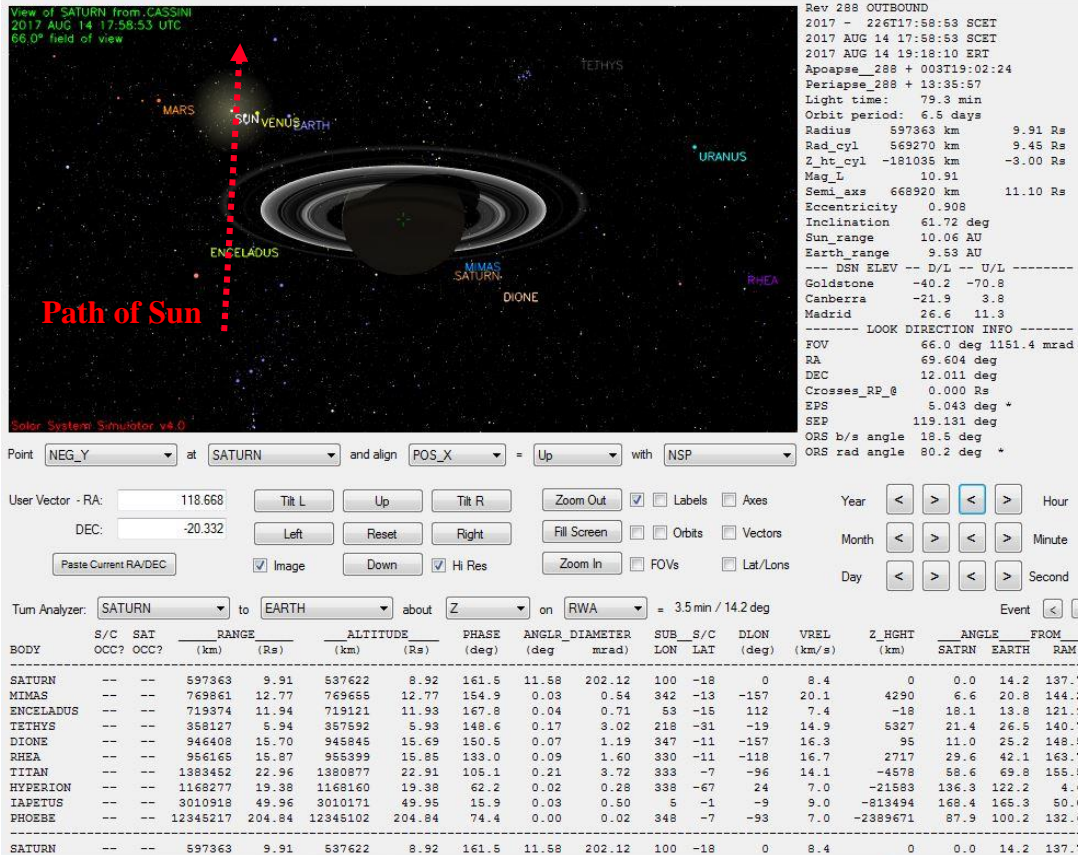 View of SATURN from CASSINI
2017 AUG 14 17:58:53 UTC
66.0° field of view
TETHYS
MARS
SUN VENUS EARTH
URANUS
ENCELADUS
MIMAS
SATURN
RHEA
DIONE
Path of Sun
Solar System Simulator v4.0
Rev 288 OUTBOUND
2017 - 226T17:58:53 SCET
2017 AUG 14 17:58:53 SCET
2017 AUG 14 19:18:10 ERT
Apoapse__288 + 003T19:02:24
Periapse_288 + 13:35:57
Light time: 79.3 min
Orbit period: 6.5 days
Radius 597363 km 9.91 Rs
Rad_cyl 569270 km 9.45 Rs
Z_ht_cyl -181035 km -3.00 Rs
Mag_L 10.91
Semi_axs 668920 km 11.10 Rs
Eccentricity 0.908
Inclination 61.72 deg
Sun_range 10.06 AU
Earth_range 9.53 AU
--- DSN ELEV -- D/L -- U/L --------
Goldstone -40.2 -70.8
Canberra -21.9 3.8
Madrid 26.6 11.3
------- LOOK DIRECTION INFO -------
FOV 66.0 deg 1151.4 mrad
RA 69.604 deg
DEC 12.011 deg
Crosses_RP_@ 0.000 Rs
EPS 5.043 deg *
SEP 119.131 deg
ORS b/s angle 18.5 deg
ORS rad angle 80.2 deg *
Point NEG_Y at SATURN and align POS_X = Up with NSP
User Vector - RA: 118.668 Tilt L Up Tilt R Zoom Out Labels Axes Year < > < > Hour
DEC: -20.332 Left Reset Right Fill Screen Orbits Vectors Month < > < > Minute
Paste Current RA/DEC Image Down Hi Res Zoom In FOVs Lat/Lons Day < > < > Second
Turn Analyzer: SATURN to EARTH about Z on RWA = 3.5 min / 14.2 deg Event <
S/C SAT RANGE ALTITUDE PHASE ANGLR_DIAMETER SUB__S/C DLON VREL Z_HGHT ANGLE FROM
BODY OCC? OCC? (km) (Rs) (km) (Rs) (deg) (deg mrad) LON LAT (deg) (km/s) (km) SATRN EARTH RAM
SATURN -- -- 597363 9.91 537622 8.92 161.5 11.58 202.12 100 -18 0 8.4 0 0.0 14.2 137.
MIMAS -- -- 769861 12.77 769655 12.77 154.9 0.03 0.54 342 -13 -157 20.1 4290 6.6 20.8 144.
ENCELADUS -- -- 719374 11.94 719121 11.93 167.8 0.04 0.71 53 -15 112 7.4 -18 18.1 13.8 121.
TETHYS -- -- 358127 5.94 357592 5.93 148.6 0.17 3.02 218 -31 -19 14.9 5327 21.4 26.5 140.
DIONE -- -- 946408 15.70 945845 15.69 150.5 0.07 1.19 347 -11 -157 16.3 95 11.0 25.2 148.
RHEA -- -- 956165 15.87 955399 15.85 133.0 0.09 1.60 330 -11 -118 16.7 2717 29.6 42.1 163.
TITAN -- -- 1383452 22.96 1380877 22.91 105.1 0.21 3.72 333 -7 -96 14.1 -4578 58.6 69.8 155.
HYPERION -- -- 1168277 19.38 1168160 19.38 62.2 0.02 0.28 338 -67 24 7.0 -21583 136.3 122.2 4.
IAPETUS -- -- 3010918 49.96 3010171 49.95 15.9 0.03 0.50 5 -1 -9 9.0 -813494 168.4 165.3 50.
PHOEBE -- -- 12345217 204.84 12345102 204.84 74.4 0.00 0.02 348 -7 -93 7.0 -2389671 87.9 100.2 132.
SATURN -- -- 597363 9.91 537622 8.92 161.5 11.58 202.12 100 -18 0 8.4 0 0.0 14.2 137.